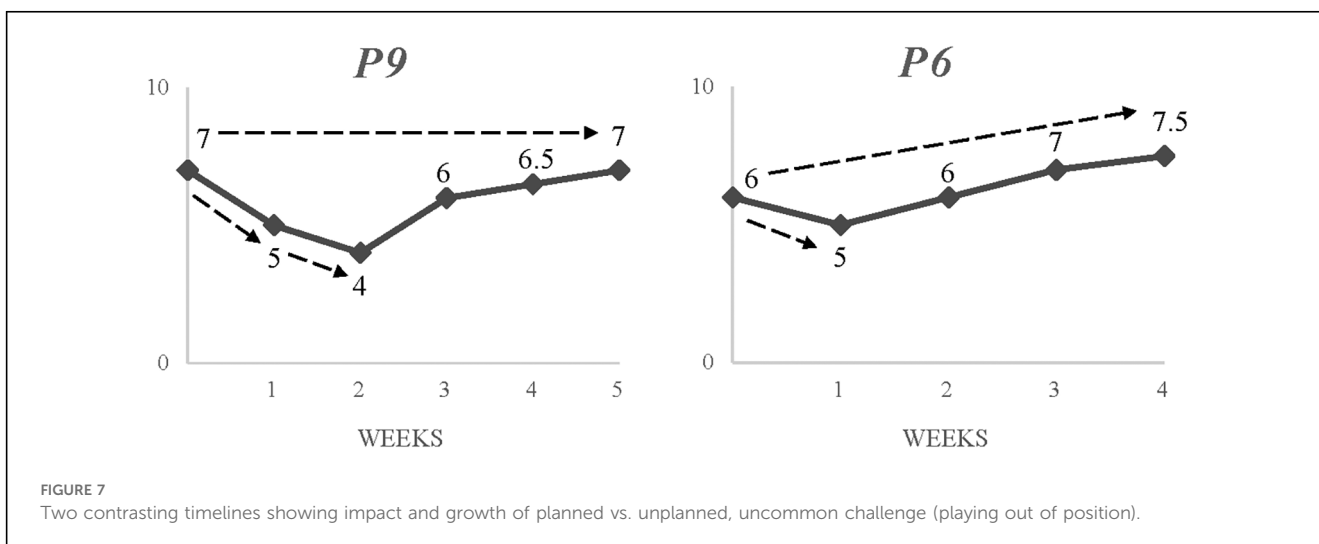 P9
10
7
5
4
6
6.5
7
0
1 2 3 4 5
WEEKS
P6
10
6
5
6
7
7.5
0
1 2 3 4
WEEKS
FIGURE 7
Two contrasting timelines showing impact and growth of planned vs. unplanned, uncommon challenge (playing out of position).